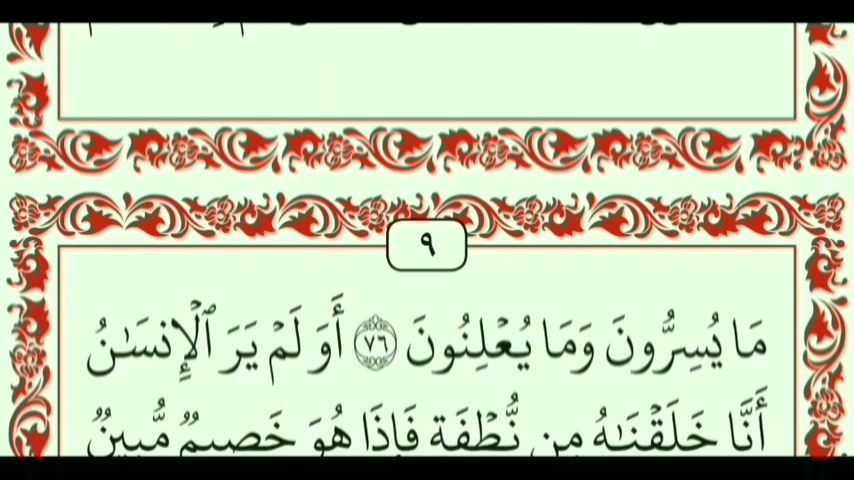 ٩
مَا يُسِرُّونَ وَمَا يُعْلِنُونَ ٧٦ أَوَلَمْ يَرَ ٱلْإِنسَـٰنُ
أَنَّا خَلَقْنَـٰهُ مِن نُّطْفَةٍ فَإِذَا هُوَ خَصِيمٌ مُّبِينٌ